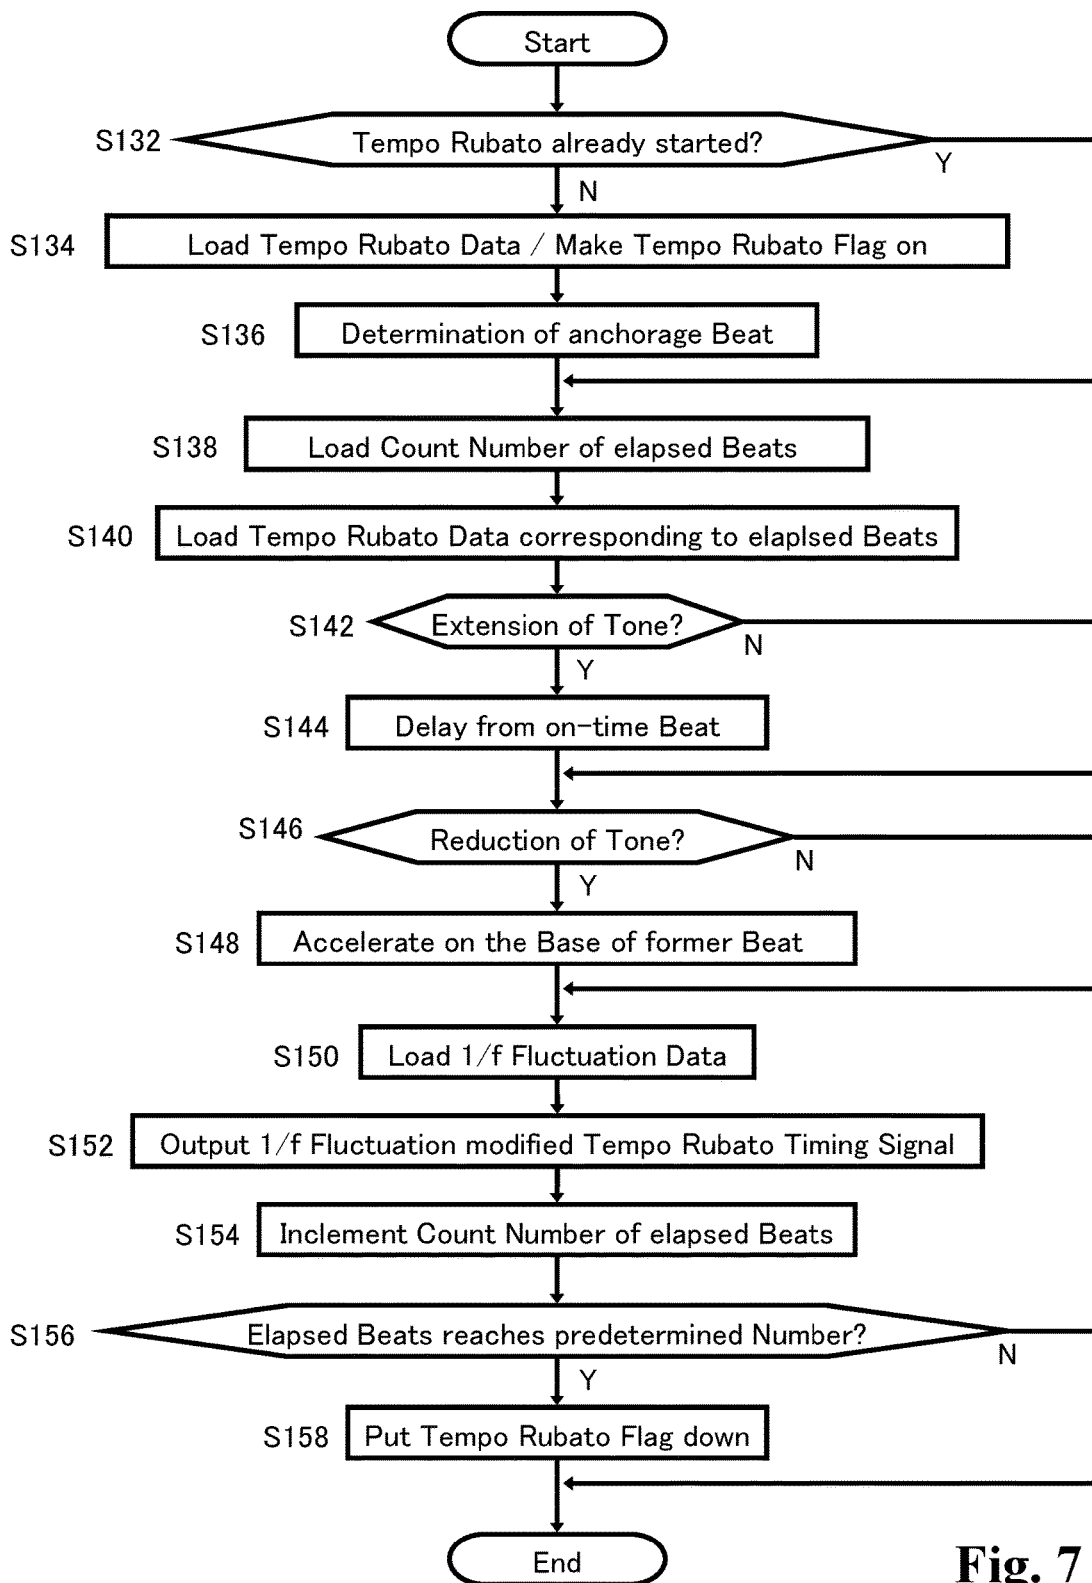 Start
S132
Tempo Rubato already started?
Y
N
S134
Load Tempo Rubato Data / Make Tempo Rubato Flag on
S136
Determination of anchorage Beat
S138
Load Count Number of elapsed Beats
S140
Load Tempo Rubato Data corresponding to elaplsed Beats
S142
Extension of Tone?
N
Y
S144
Delay from on-time Beat
S146
Reduction of Tone?
N
Y
S148
Accelerate on the Base of former Beat
S150
Load 1/f Fluctuation Data
S152
Output 1/f Fluctuation modified Tempo Rubato Timing Signal
S154
Inclement Count Number of elapsed Beats
S156
Elapsed Beats reaches predetermined Number?
N
Y
S158
Put Tempo Rubato Flag down
End
Fig. 7